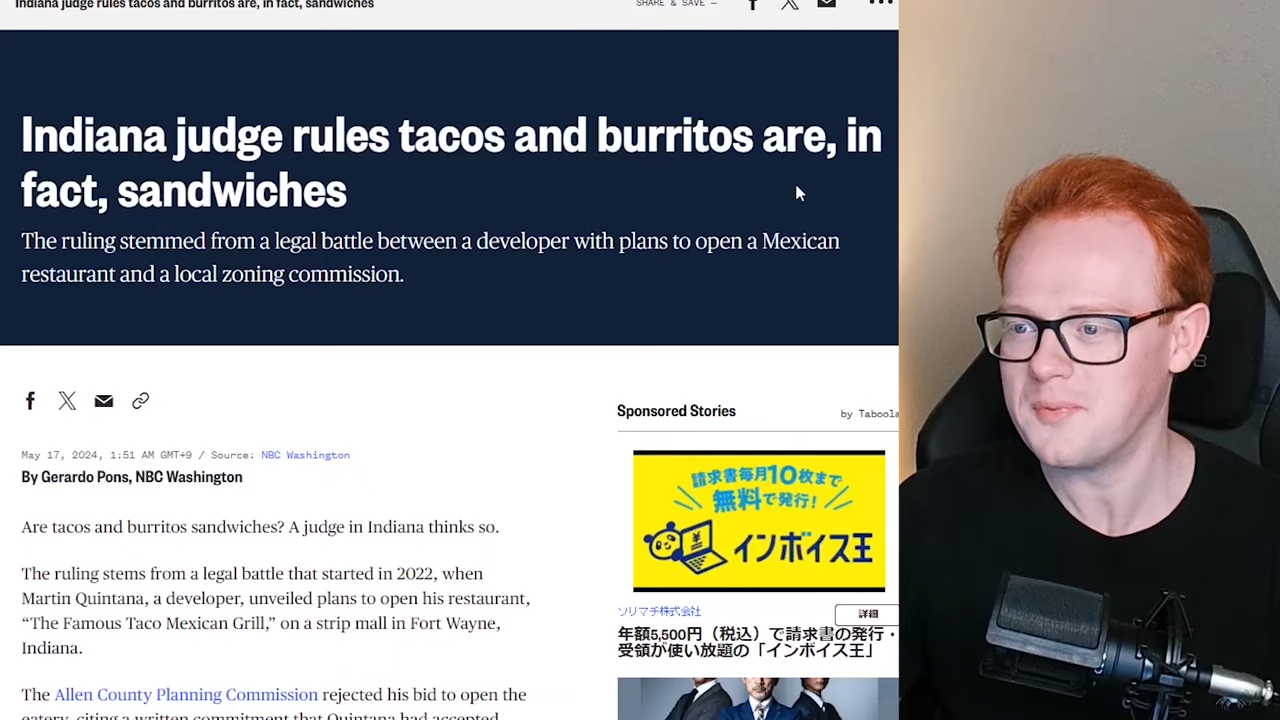 Indiana judge rules tacos and burritos are, in fact, sandwiches
SHARE & SAVE —
Indiana judge rules tacos and burritos are, in
fact, sandwiches
The ruling stemmed from a legal battle between a developer with plans to open a Mexican
restaurant and a local zoning commission.
May 17, 2024, 1:51 AM GMT+9 / Source: NBC Washington
By Gerardo Pons, NBC Washington
Are tacos and burritos sandwiches? A judge in Indiana thinks so.
The ruling stems from a legal battle that started in 2022, when
Martin Quintana, a developer, unveiled plans to open his restaurant,
“The Famous Taco Mexican Grill,” on a strip mall in Fort Wayne,
Indiana.
The Allen County Planning Commission rejected his bid to open the
eatery, citing a written commitment that Quintana had accepted
Sponsored Stories
by Taboola
請求書毎月10枚まで
無料で発行!
¥
インボイス王
ソリマチ株式会社
詳細
年額5,500円（税込）で請求書の発行・
受領が使い放題の「インボイス王」